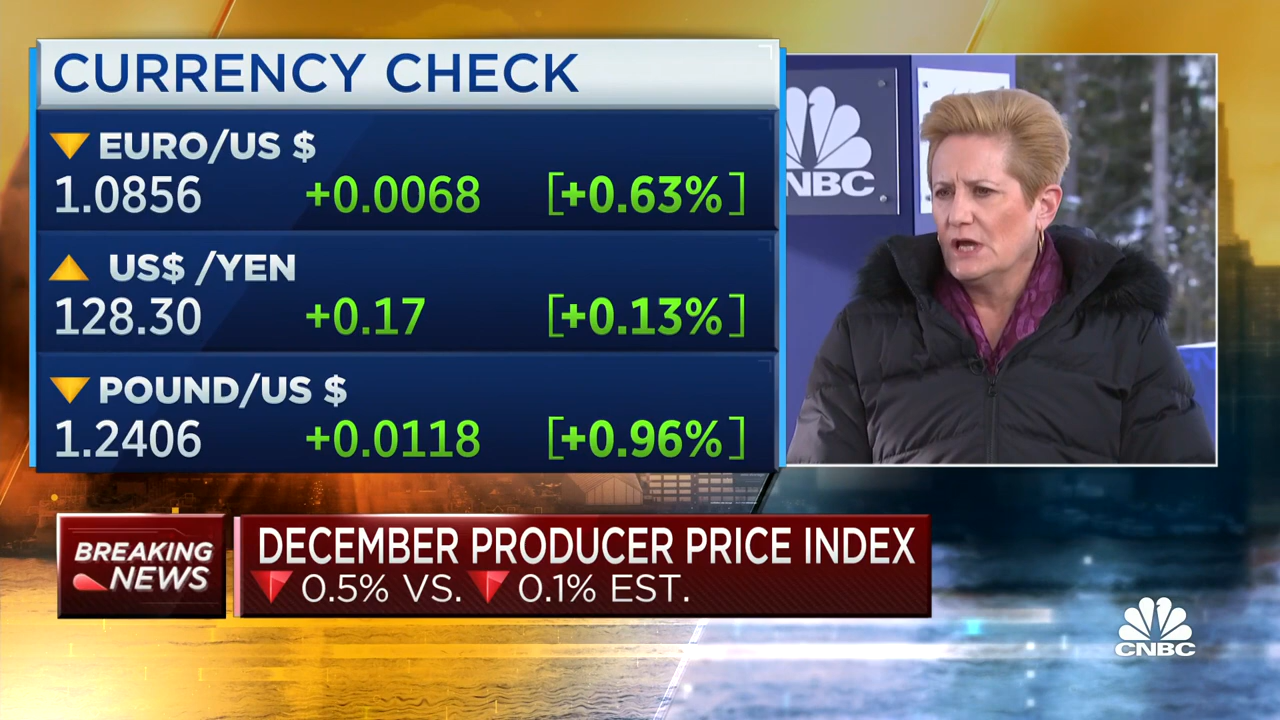 CURRENCY CHECK
EURO/US $
1.0856 +0.0068 [+0.63%]
US$ /YEN
128.30 +0.17 [+0.13%]
POUND/US $
1.2406 +0.0118 [+0.96%]
NBC
BREAKING NEWS
DECEMBER PRODUCER PRICE INDEX
0.5% VS. 0.1% EST.
CNBC